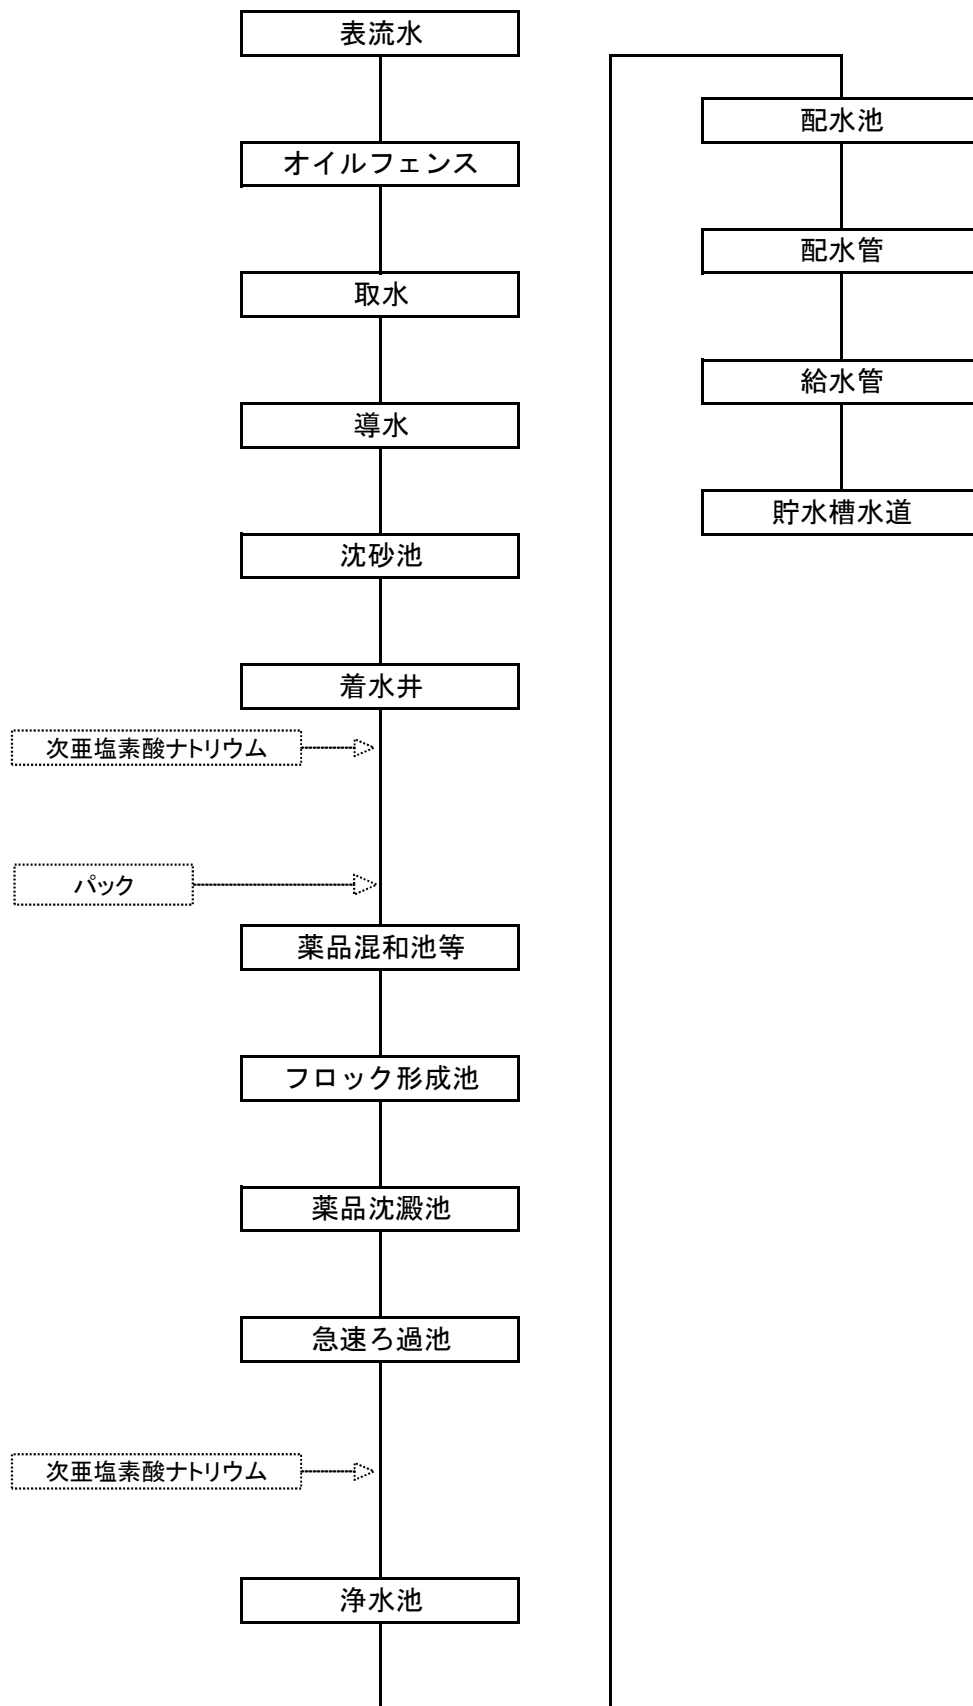 表流水
オイルフェンス
取水
導水
沈砂池
着水井
次亜塩素酸ナトリウム
パック
薬品混和池等
フロック形成池
薬品沈澱池
急速ろ過池
次亜塩素酸ナトリウム
浄水池
配水池
配水管
給水管
貯水槽水道